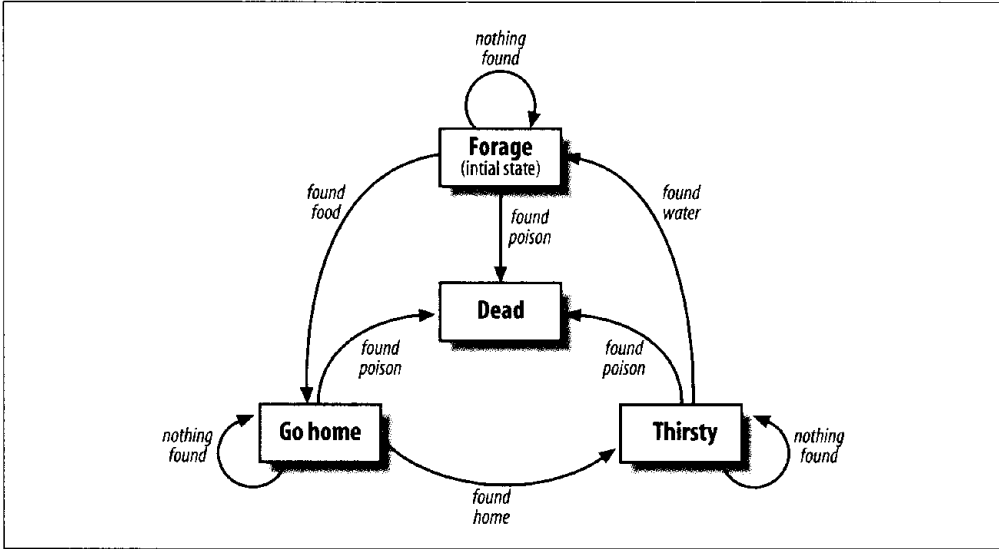 nothing
found
Forage
(intial state)
found
food
found
water
found
poison
Dead
found
poison
found
poison
Go home
Thirsty
nothing
found
nothing
found
found
home